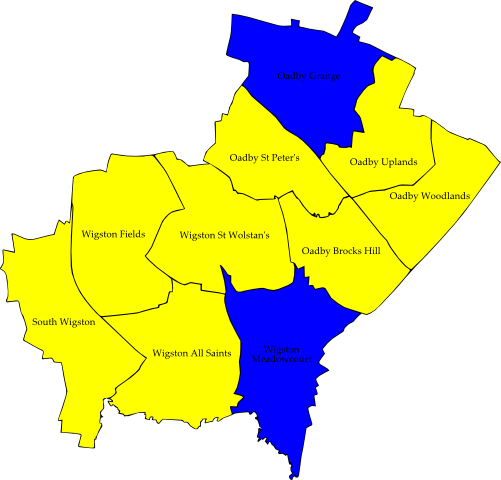 Oadby Grange
Oadby St Peter's
Oadby Uplands
Oadby Woodlands
Wigston Fields
Wigston St Wolstan's
Oadby Brocks Hill
South Wigston
Wigston All Saints
Wigston
Meadowcourt